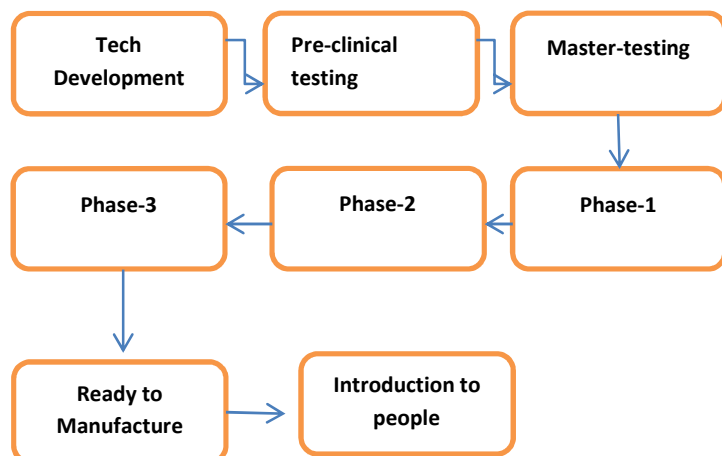 Tech
Development
Pre-clinical
testing
Master-testing
Phase-3
Phase-2
Phase-1
Ready to
Manufacture
Introduction to
people